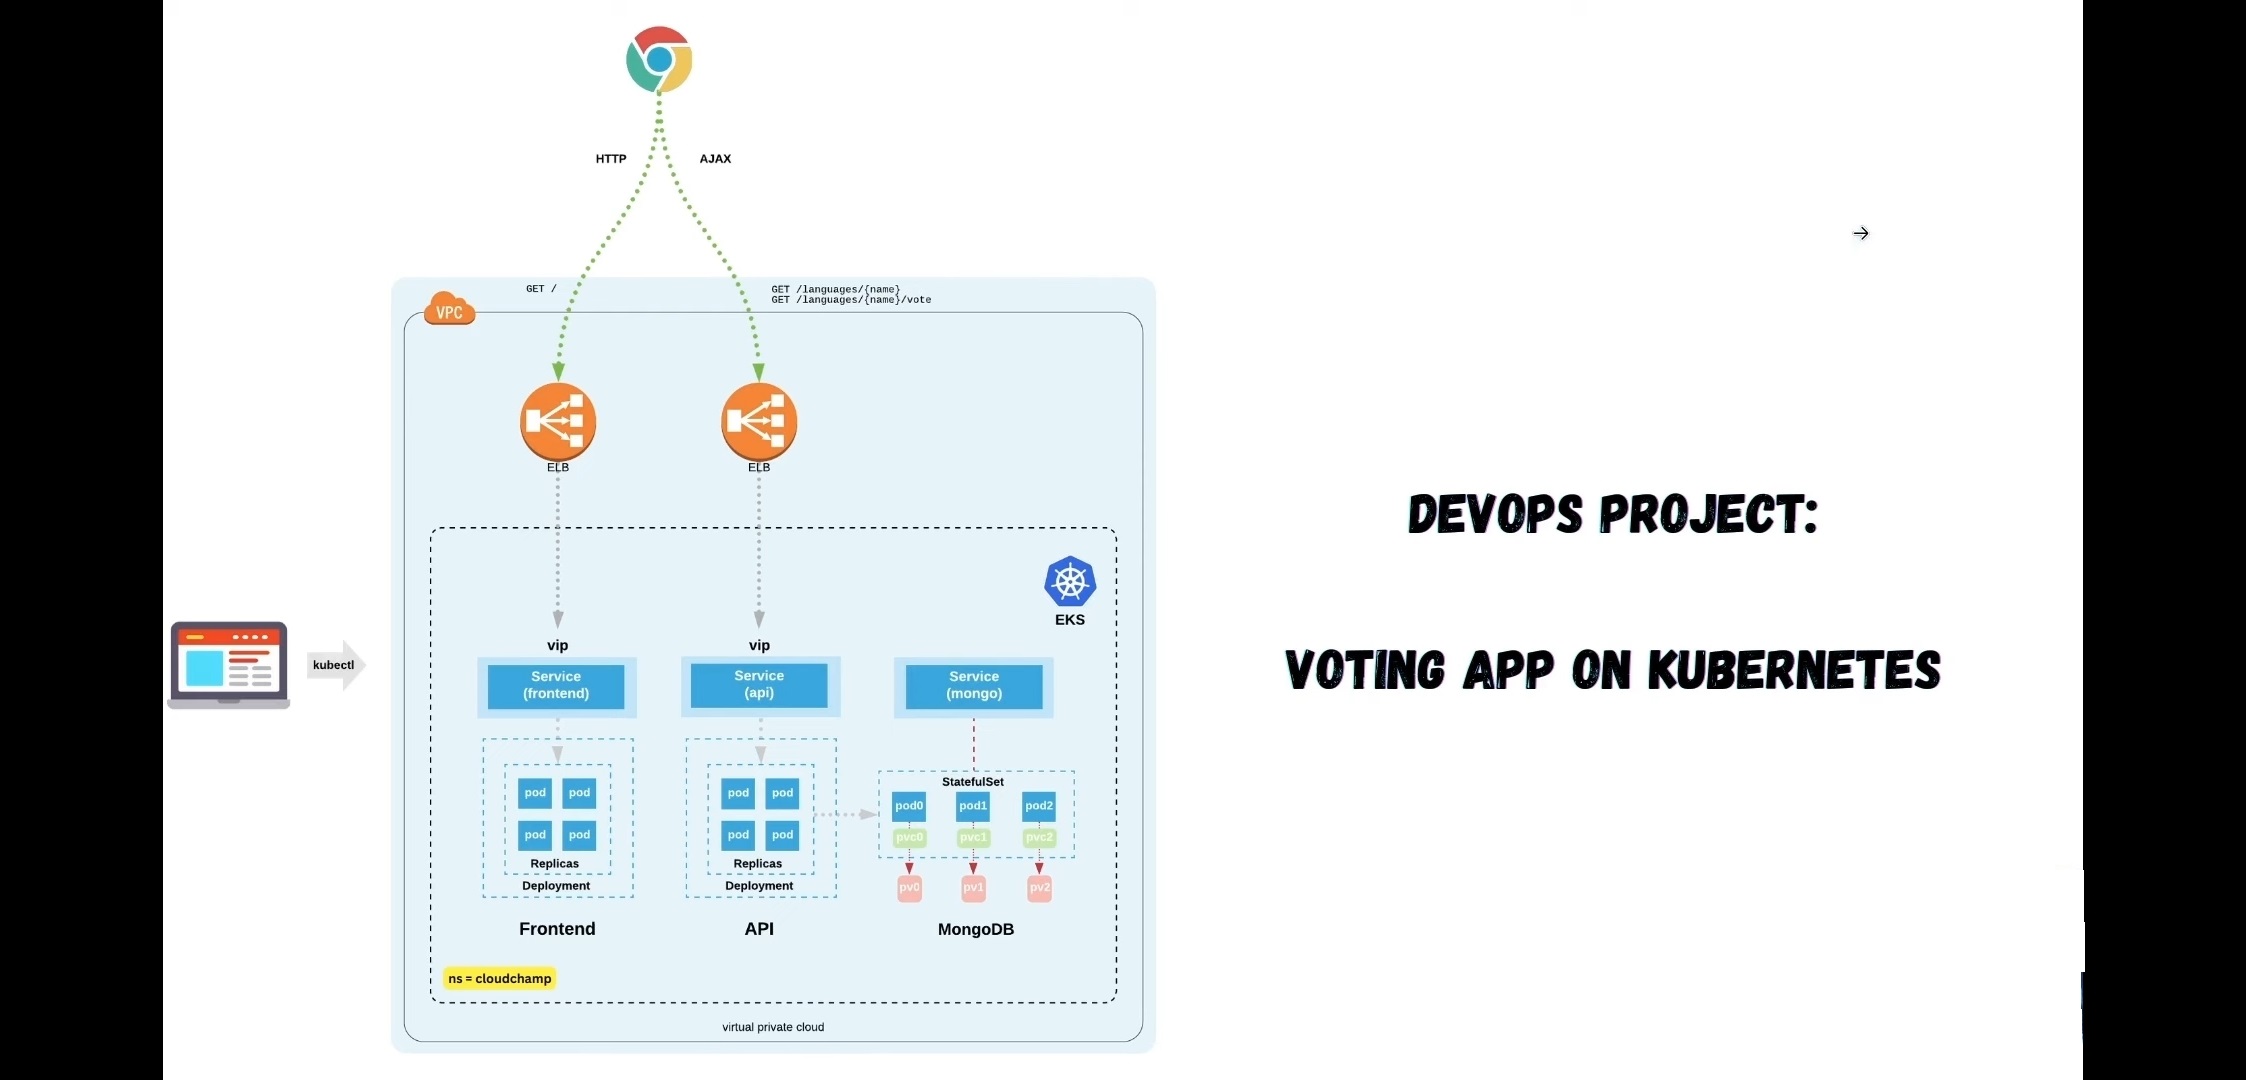 HTTP
AJAX
GET /
GET /languages/{name}
GET /languages/{name}/vote
VPC
ELB
ELB
EKS
kubectl
vip
vip
Service
(frontend)
Service
(api)
Service
(mongo)
pod
pod
pod
pod
Replicas
Deployment
Frontend
pod
pod
pod
pod
Replicas
Deployment
API
StatefulSet
pod0
pod1
pod2
pvc0
pvc1
pvc2
pv0
pv1
pv2
MongoDB
ns = cloudchamp
virtual private cloud
DEVOPS PROJECT:
VOTING APP ON KUBERNETES